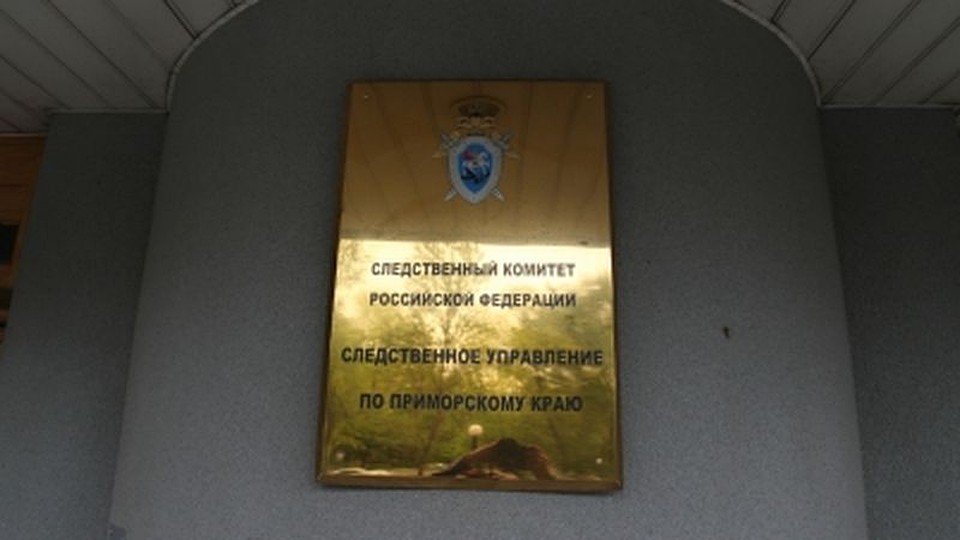 СЛЕДСТВЕННЫЙ КОМИТЕТ
РОССИЙСКОЙ ФЕДЕРАЦИИ
СЛЕДСТВЕННОЕ УПРАВЛЕНИЕ
ПО ПРИМОРСКОМУ КРАЮ